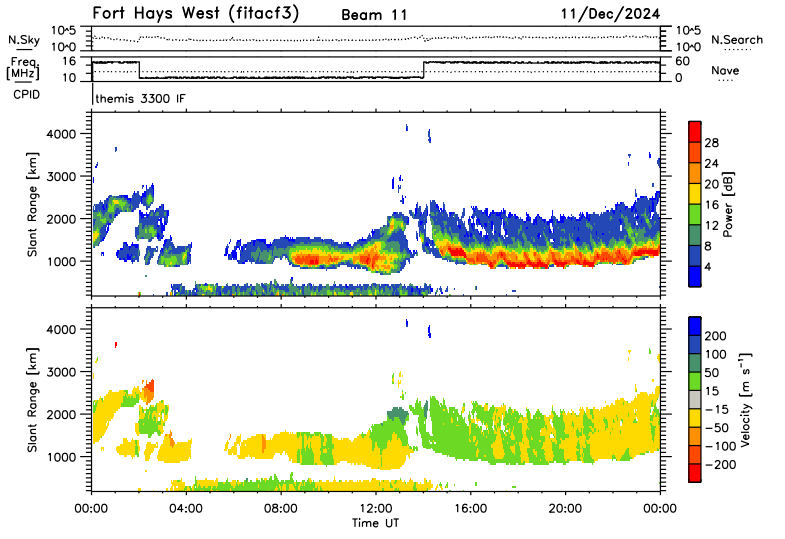 Fort Hays West (fitacf3) Beam 11 11/Dec/2024
N.Sky 10^5 10^0 10^5 10^0 N.Search
Freq. [MHz] 16 10 60 0 Nave
CPID themis 3300 IF
Slant Range [km]
4000
3000
2000
1000
Power [dB]
28
24
20
16
12
8
4
Slant Range [km]
4000
3000
2000
1000
Velocity [m s⁻¹]
200
100
50
15
−15
−50
−100
−200
00:00 04:00 08:00 12:00 16:00 20:00 00:00
Time UT